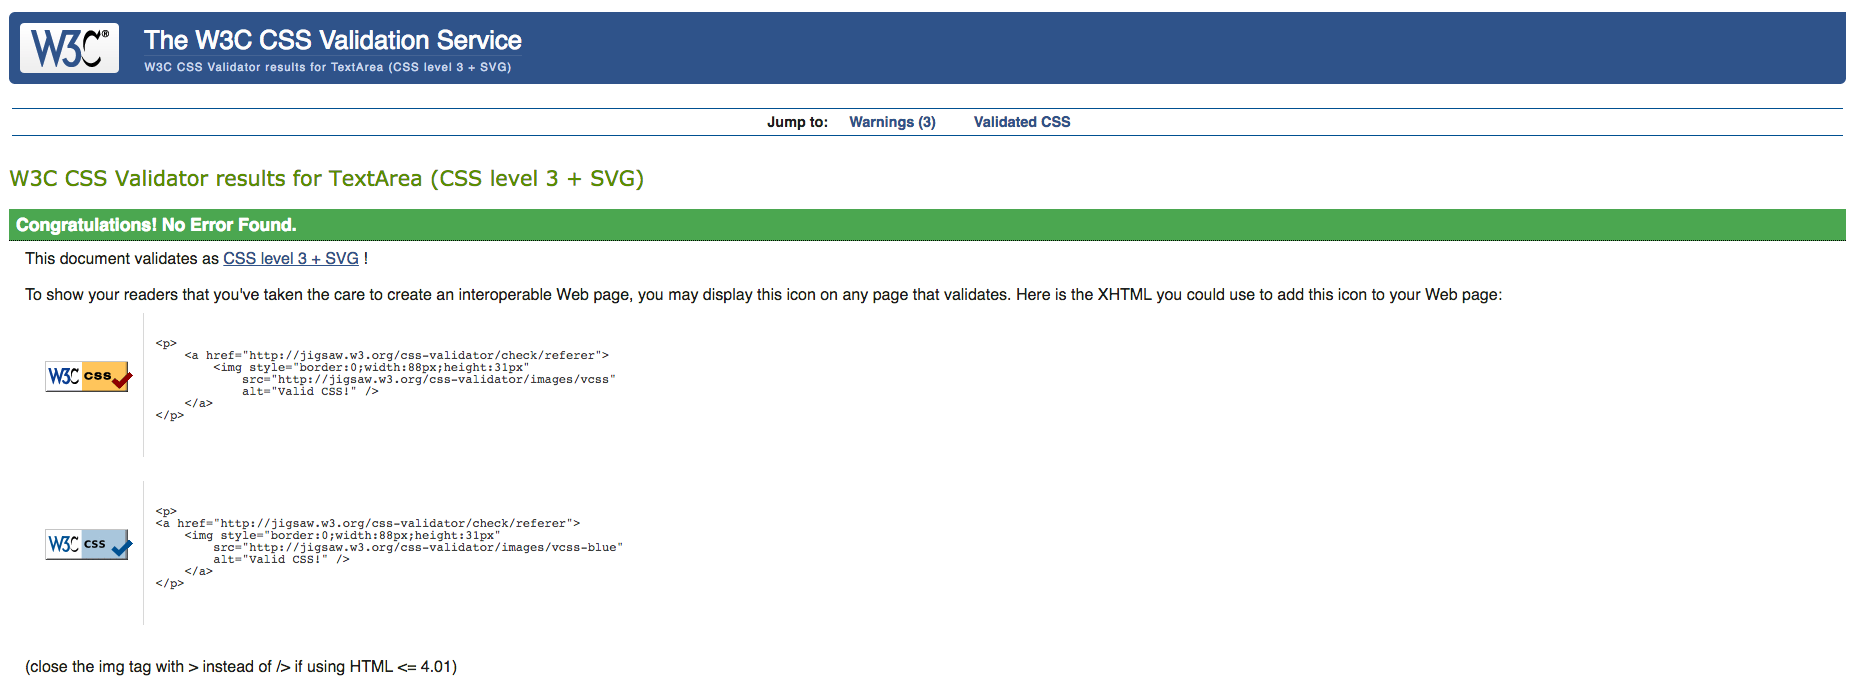 W3C®
The W3C CSS Validation Service
W3C CSS Validator results for TextArea (CSS level 3 + SVG)
Jump to: Warnings (3) Validated CSS
W3C CSS Validator results for TextArea (CSS level 3 + SVG)
Congratulations! No Error Found.
This document validates as CSS level 3 + SVG !
To show your readers that you've taken the care to create an interoperable Web page, you may display this icon on any page that validates. Here is the XHTML you could use to add this icon to your Web page:
W3C css
<p>
    <a href="http://jigsaw.w3.org/css-validator/check/referer">
        <img style="border:0;width:88px;height:31px"
            src="http://jigsaw.w3.org/css-validator/images/vcss"
            alt="Valid CSS!" />
    </a>
</p>
W3C css
<p>
<a href="http://jigsaw.w3.org/css-validator/check/referer">
    <img style="border:0;width:88px;height:31px"
        src="http://jigsaw.w3.org/css-validator/images/vcss-blue"
        alt="Valid CSS!" />
    </a>
</p>
(close the img tag with > instead of /> if using HTML <= 4.01)